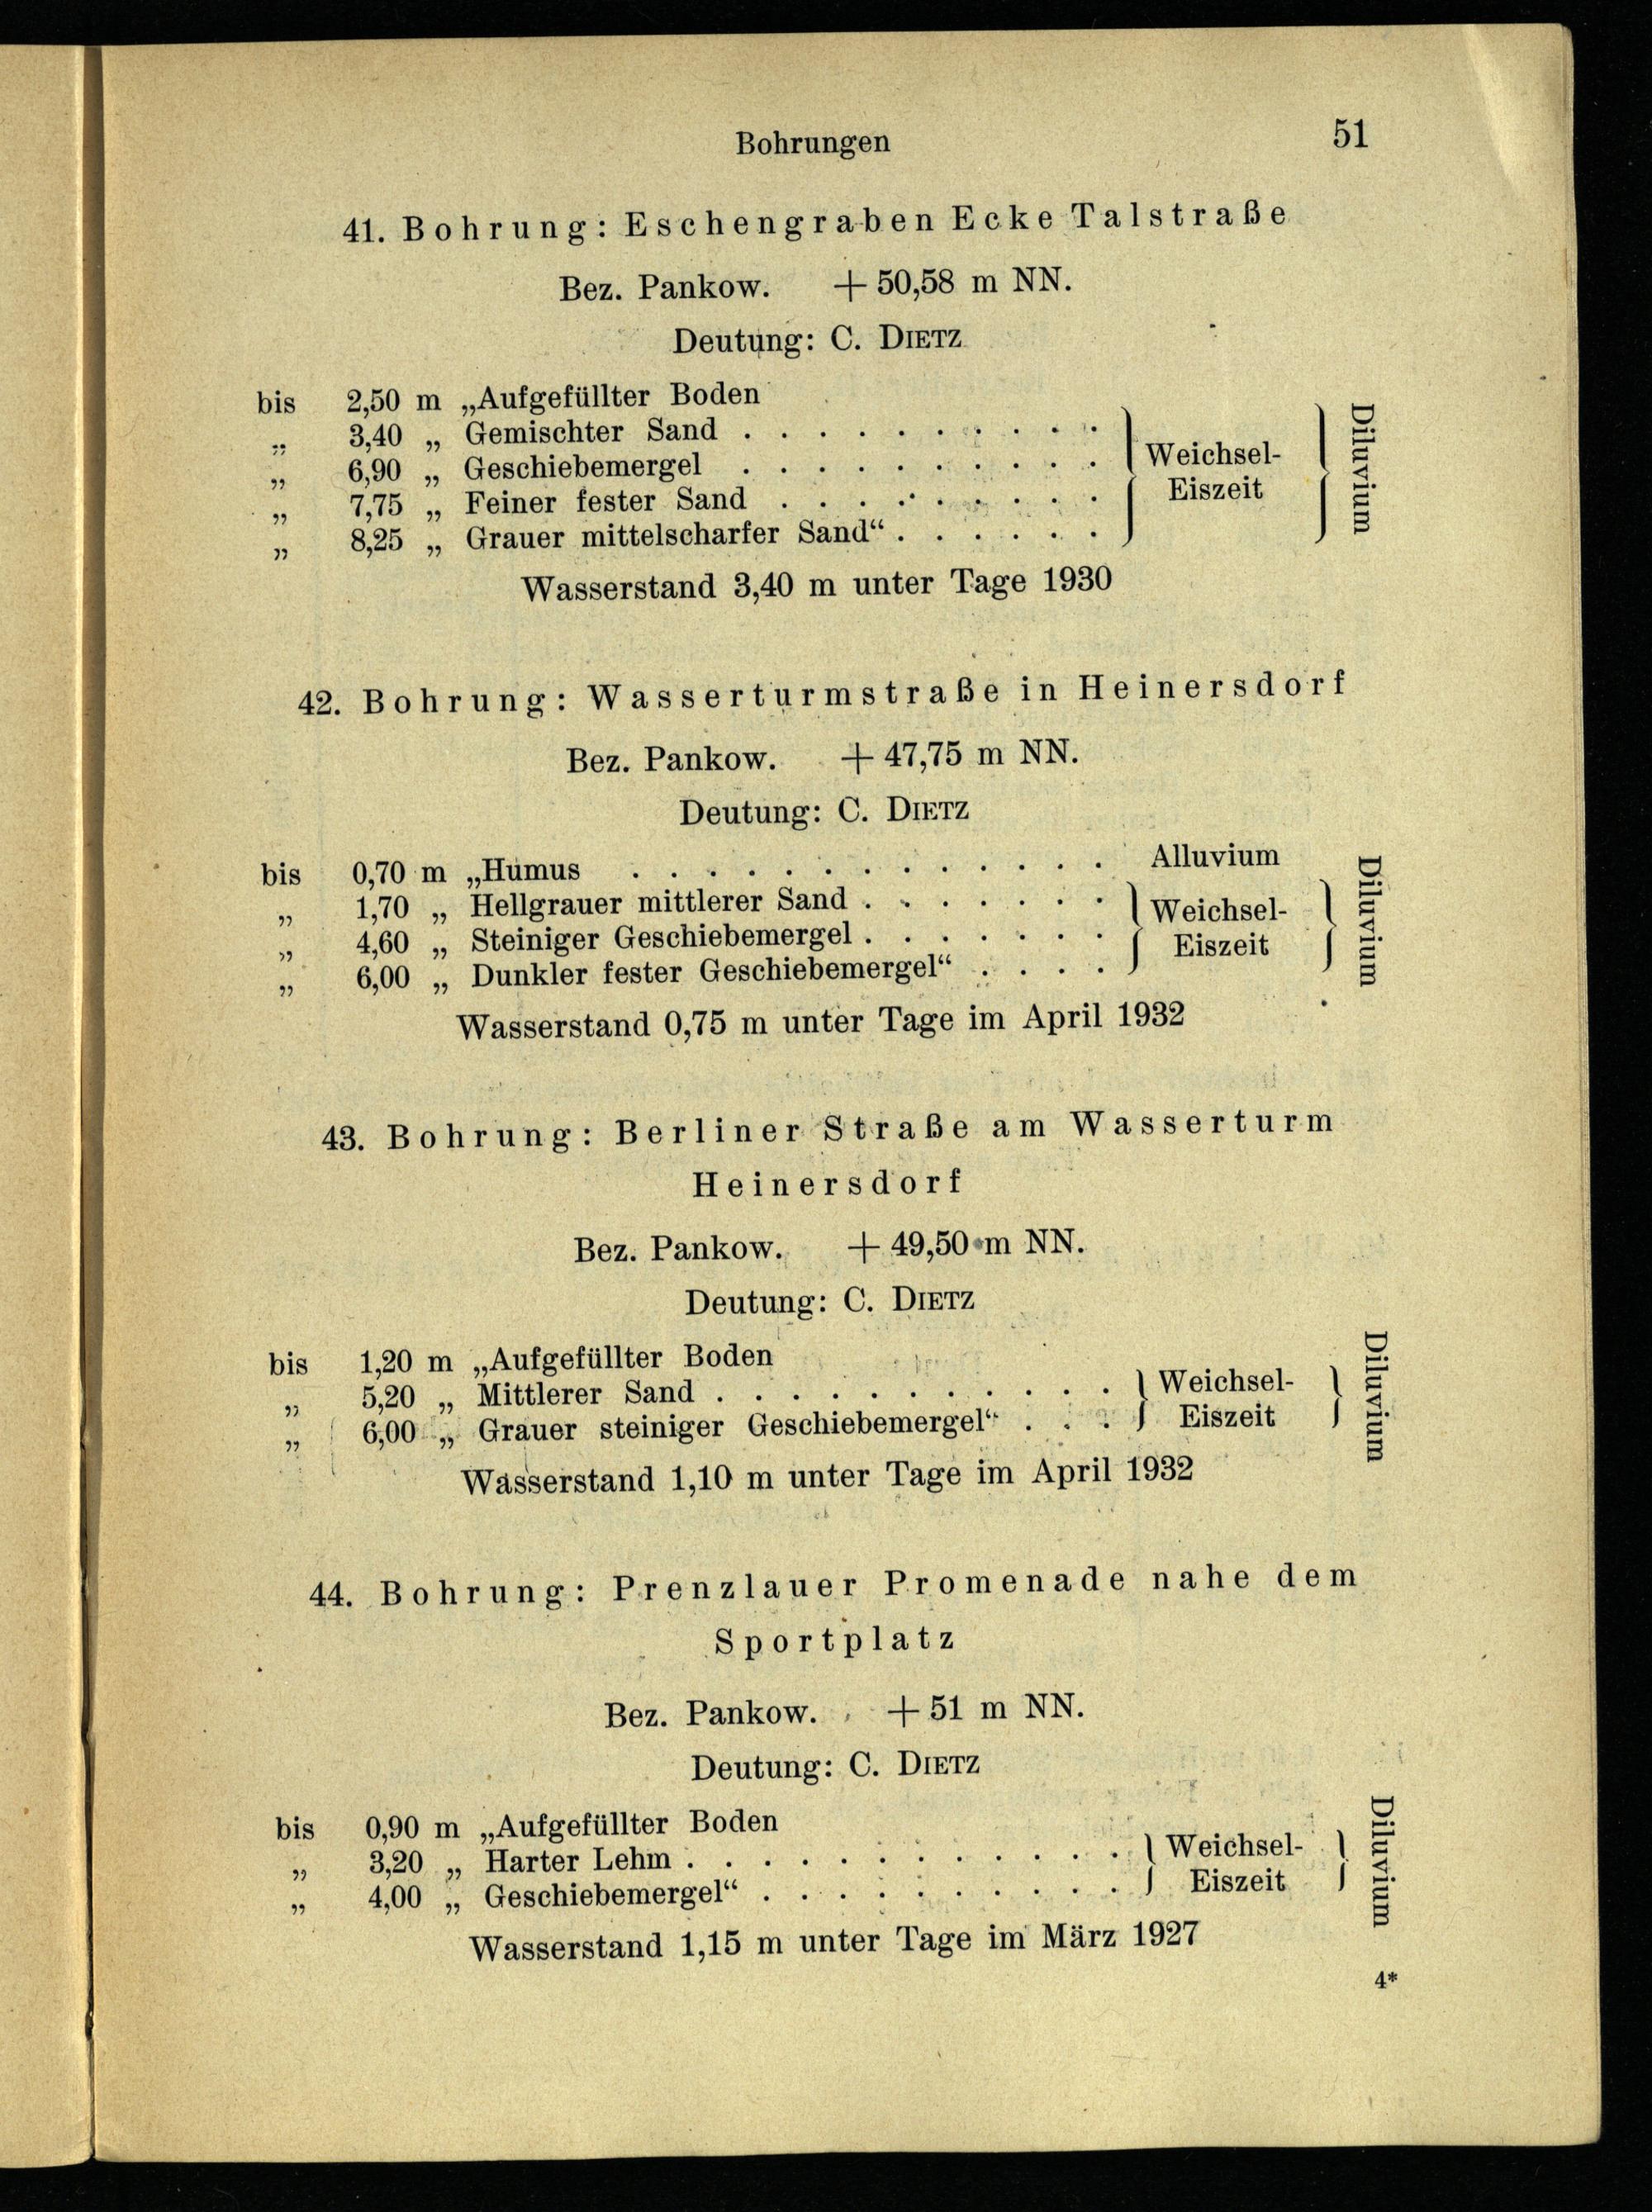 Bohrungen 51
41. Bohrung: Eschengraben Ecke Talstraße
Bez. Pankow. + 50,58 m NN.
Deutung: C. DIETZ
bis 2,50 m „Aufgefüllter Boden
„ 3,40 „ Gemischter Sand . . . . . . . . . .
„ 6,90 „ Geschiebemergel . . . . . . . . . .
„ 7,75 „ Feiner fester Sand . . . . . . . . .
„ 8,25 „ Grauer mittelscharfer Sand“ . . . . . .
Weichsel-
Eiszeit
Diluvium
Wasserstand 3,40 m unter Tage 1930
42. Bohrung: Wasserturmstraße in Heinersdorf
Bez. Pankow. + 47,75 m NN.
Deutung: C. DIETZ
bis 0,70 m „Humus . . . . . . . . . . . . . Alluvium
„ 1,70 „ Hellgrauer mittlerer Sand . . . . . . .
„ 4,60 „ Steiniger Geschiebemergel . . . . . . .
„ 6,00 „ Dunkler fester Geschiebemergel“ . . . .
Weichsel-
Eiszeit
Diluvium
Wasserstand 0,75 m unter Tage im April 1932
43. Bohrung: Berliner Straße am Wasserturm
Heinersdorf
Bez. Pankow. + 49,50 m NN.
Deutung: C. DIETZ
bis 1,20 m „Aufgefüllter Boden
„ 5,20 „ Mittlerer Sand . . . . . . . . . . .
„ 6,00 „ Grauer steiniger Geschiebemergel“ . . .
Weichsel-
Eiszeit
Diluvium
Wasserstand 1,10 m unter Tage im April 1932
44. Bohrung: Prenzlauer Promenade nahe dem
Sportplatz
Bez. Pankow. + 51 m NN.
Deutung: C. DIETZ
bis 0,90 m „Aufgefüllter Boden
„ 3,20 „ Harter Lehm . . . . . . . . . . . .
„ 4,00 „ Geschiebemergel“ . . . . . . . . . .
Weichsel-
Eiszeit
Diluvium
Wasserstand 1,15 m unter Tage im März 1927
4*